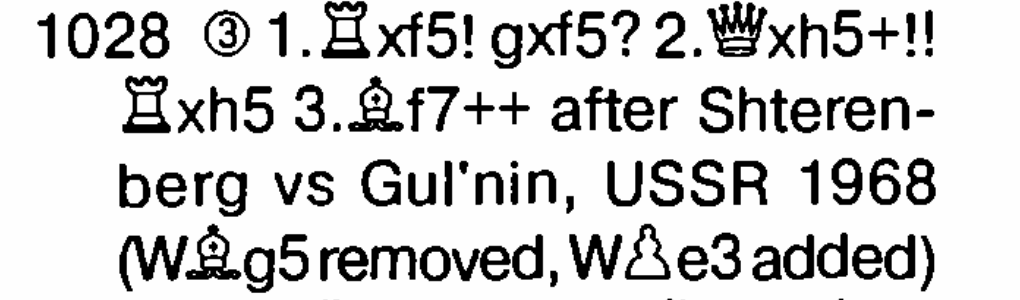 1028 ③ 1.♖xf5! gxf5? 2.♕xh5+!!
♖xh5 3.♗f7++ after Shteren-
berg vs Gul'nin, USSR 1968
(W♗g5 removed, W♙e3 added)